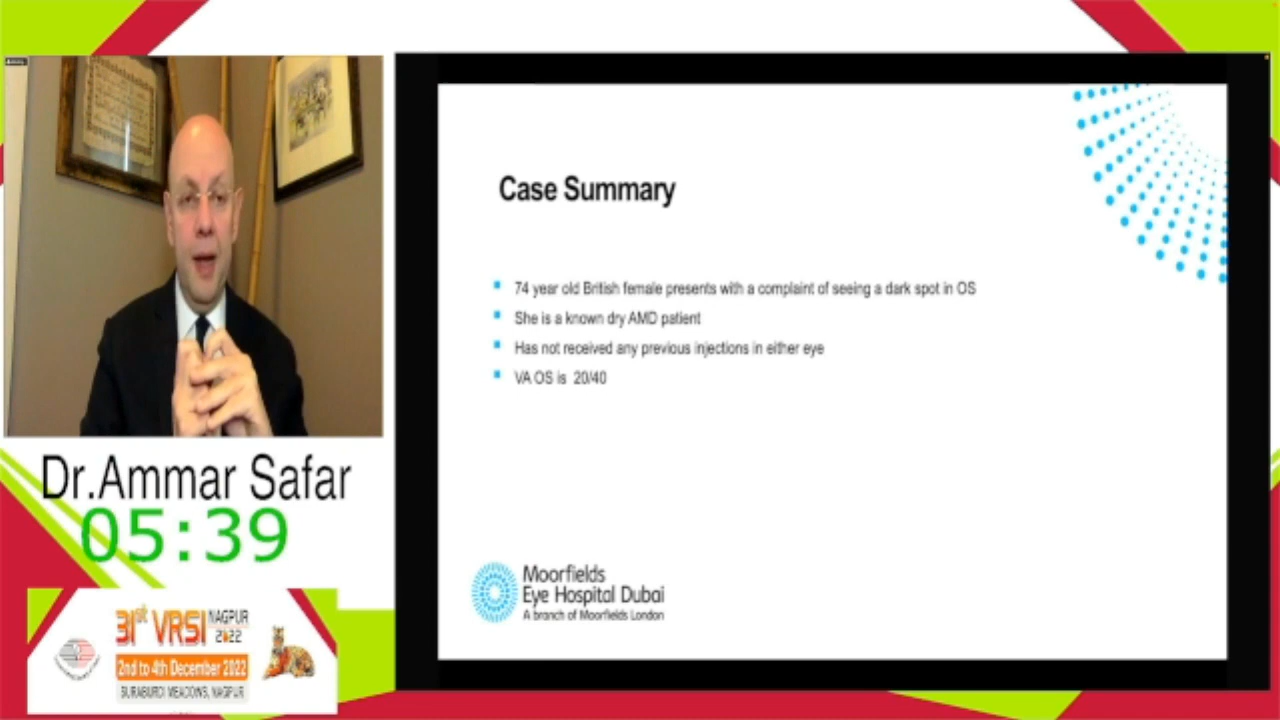 Case Summary
74 year old British female presents with a complaint of seeing a dark spot in OS
She is a known dry AMD patient
Has not received any previous injections in either eye
VA OS is 20/40
Moorfields
Eye Hospital Dubai
A branch of Moorfields London
Dr.Ammar Safar
05:39
31st VRSI NAGPUR
2022
2nd to 4th December 2022
SURABURDI MEADOWS, NAGPUR